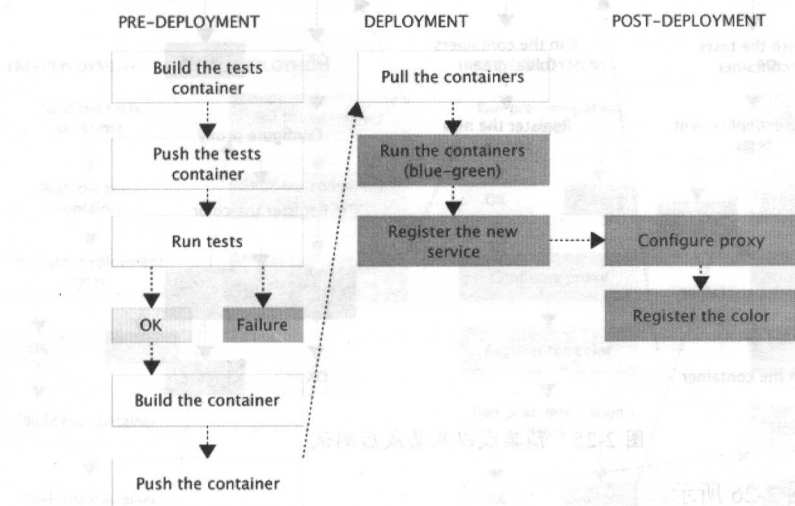 PRE-DEPLOYMENT
Build the tests
container
Push the tests
container
Run tests
OK
Failure
Build the container
Push the container
DEPLOYMENT
Pull the containers
Run the containers
(blue-green)
Register the new
service
POST-DEPLOYMENT
Configure proxy
Register the color